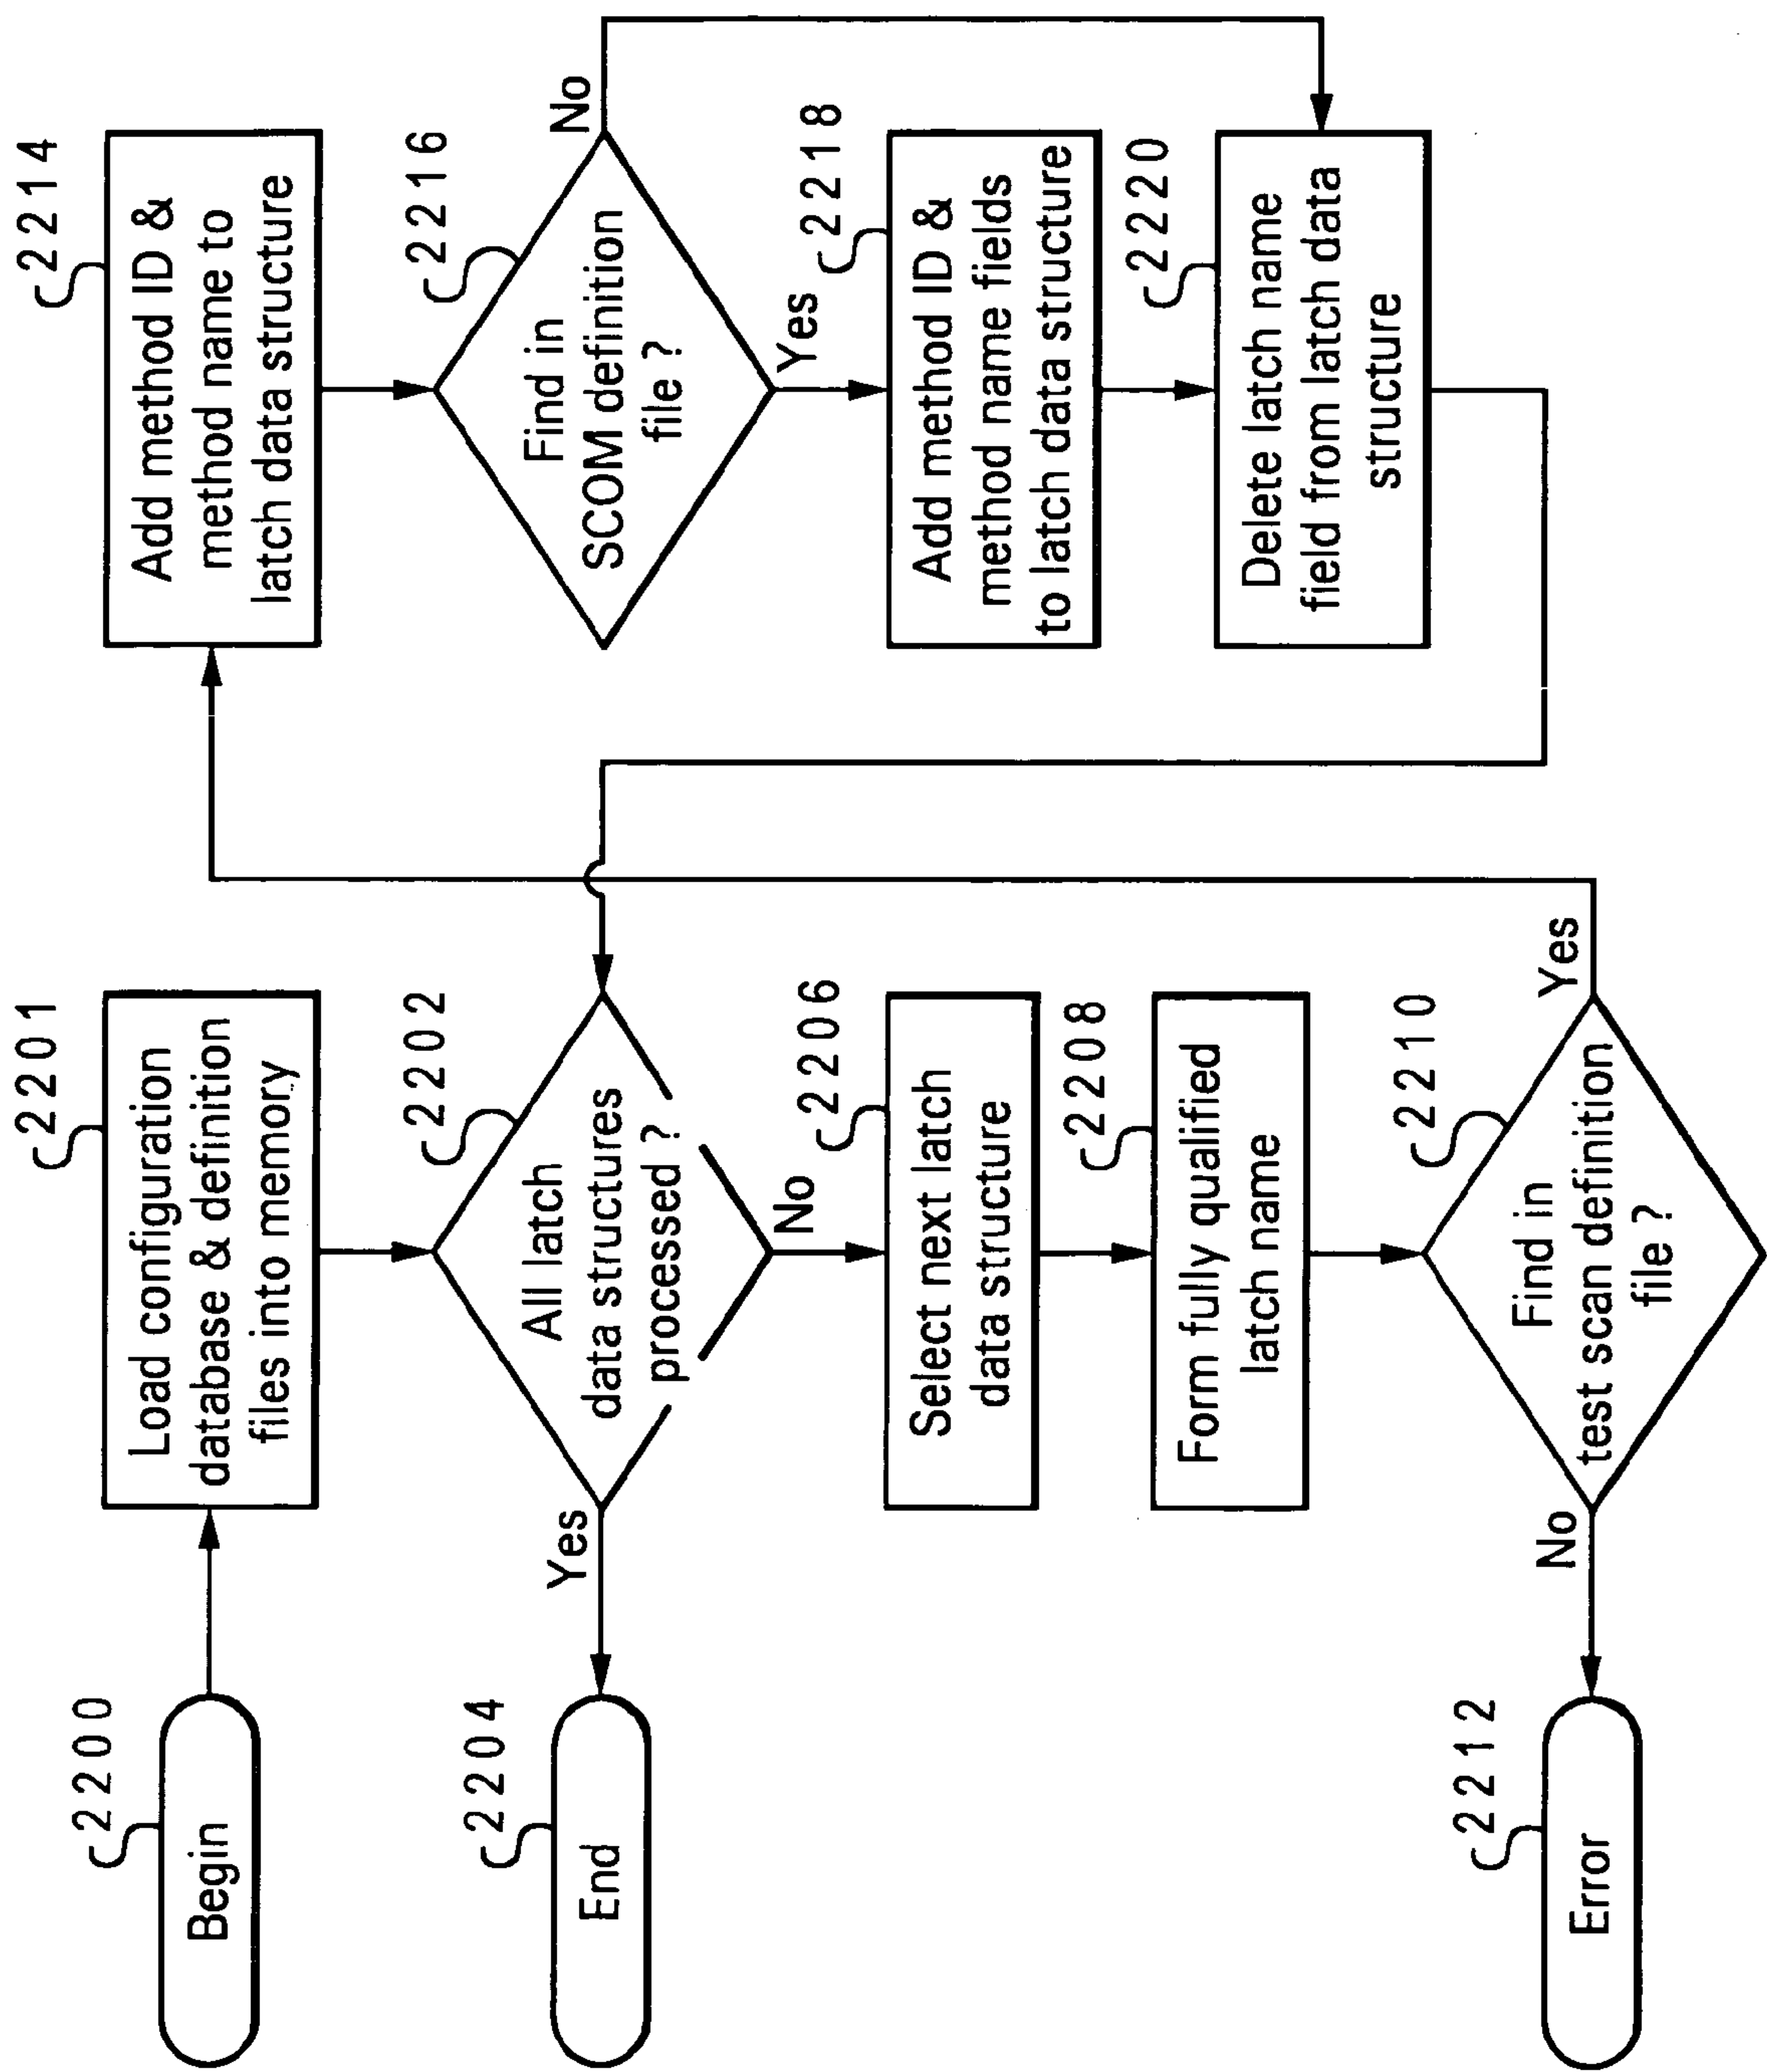 2200
Begin
2201
Load configuration
database & definition
files into memory
2202
All latch
data structures
processed ?
Yes
No
2204
End
2206
Select next latch
data structure
2208
Form fully qualified
latch name
2210
Find in
test scan definition
file ?
No
Yes
2212
Error
2214
Add method ID &
method name to
latch data structure
2216
Find in
SCOM definition
file ?
No
Yes
2218
Add method ID &
method name fields
to latch data structure
2220
Delete latch name
field from latch data
structure